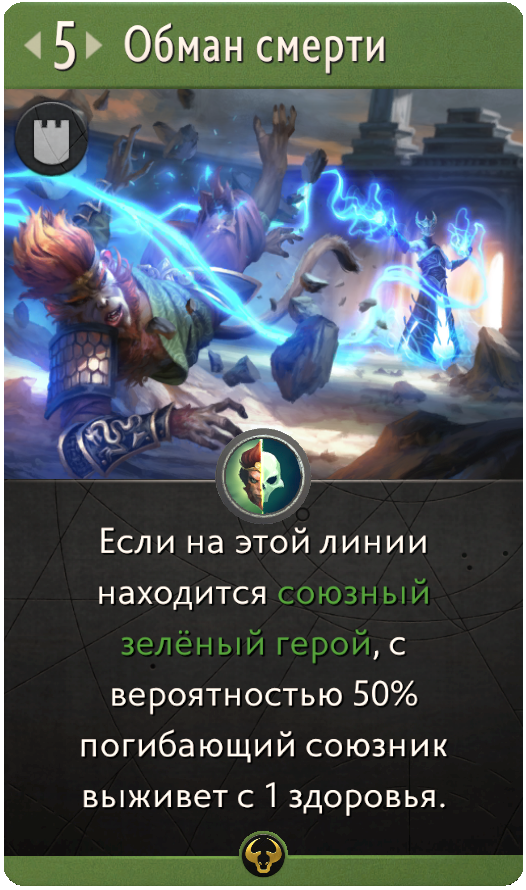 5 Обман смерти
Если на этой линии
находится союзный
зелёный герой, с
вероятностью 50%
погибающий союзник
выживет с 1 здоровья.